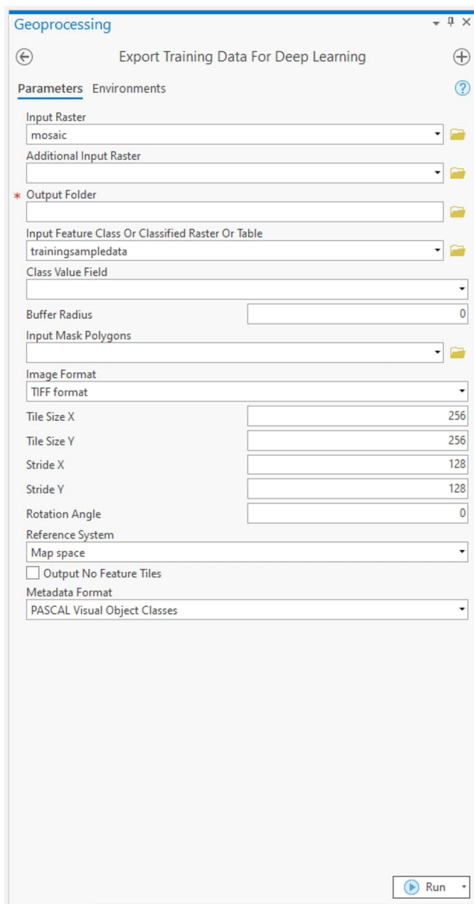 Geoprocessing
Export Training Data For Deep Learning
Parameters Environments
Input Raster
mosaic
Additional Input Raster
* Output Folder
Input Feature Class Or Classified Raster Or Table
trainingsampledata
Class Value Field
Buffer Radius 0
Input Mask Polygons
Image Format
TIFF format
Tile Size X 256
Tile Size Y 256
Stride X 128
Stride Y 128
Rotation Angle 0
Reference System
Map space
Output No Feature Tiles
Metadata Format
PASCAL Visual Object Classes
Run